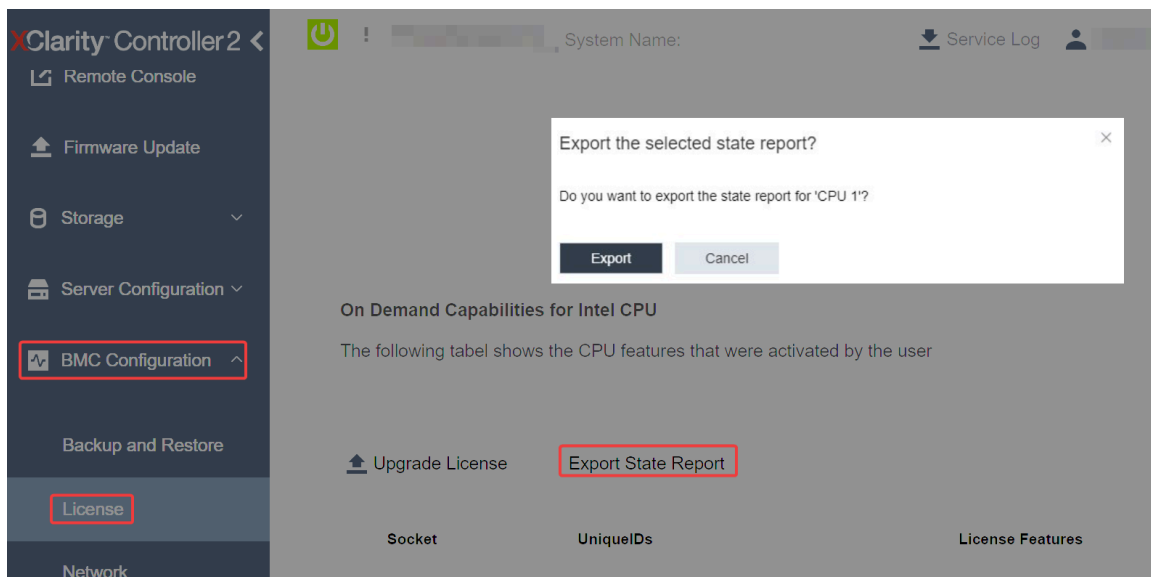 XClarity Controller 2
System Name:
Service Log
Remote Console
Firmware Update
Storage
Server Configuration
BMC Configuration
Backup and Restore
License
Network
Export the selected state report?
Do you want to export the state report for 'CPU 1'?
Export Cancel
On Demand Capabilities for Intel CPU
The following tabel shows the CPU features that were activated by the user
Upgrade License Export State Report
Socket UniqueIDs License Features